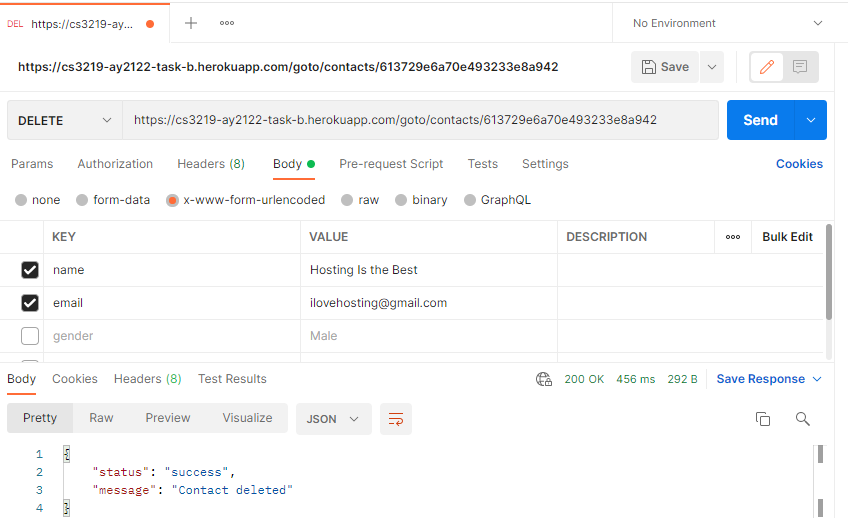 DEL https://cs3219-ay2... No Environment
https://cs3219-ay2122-task-b.herokuapp.com/goto/contacts/613729e6a70e493233e8a942 Save
DELETE https://cs3219-ay2122-task-b.herokuapp.com/goto/contacts/613729e6a70e493233e8a942 Send
Params Authorization Headers (8) Body Pre-request Script Tests Settings Cookies
none form-data x-www-form-urlencoded raw binary GraphQL
KEY VALUE DESCRIPTION Bulk Edit
name Hosting Is the Best
email ilovehosting@gmail.com
gender Male
Body Cookies Headers (8) Test Results 200 OK 456 ms 292 B Save Response
Pretty Raw Preview Visualize JSON
1 {
2 "status": "success",
3 "message": "Contact deleted"
4 }